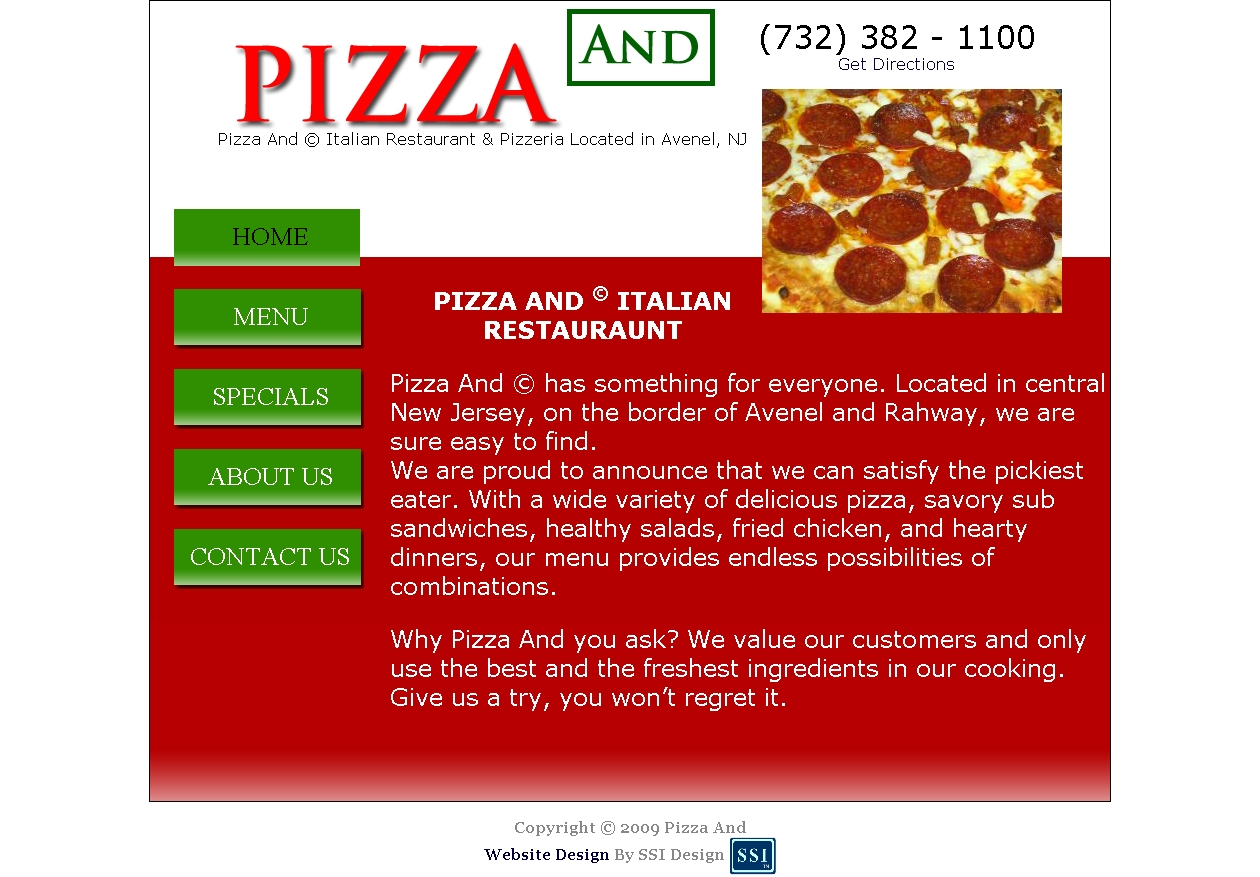 PIZZA AND
(732) 382 - 1100
Get Directions
Pizza And © Italian Restaurant & Pizzeria Located in Avenel, NJ
HOME
MENU
SPECIALS
ABOUT US
CONTACT US
PIZZA AND © ITALIAN
RESTAURAUNT
Pizza And © has something for everyone. Located in central
New Jersey, on the border of Avenel and Rahway, we are
sure easy to find.
We are proud to announce that we can satisfy the pickiest
eater. With a wide variety of delicious pizza, savory sub
sandwiches, healthy salads, fried chicken, and hearty
dinners, our menu provides endless possibilities of
combinations.
Why Pizza And you ask? We value our customers and only
use the best and the freshest ingredients in our cooking.
Give us a try, you won’t regret it.
Copyright © 2009 Pizza And
Website Design By SSI Design SSI